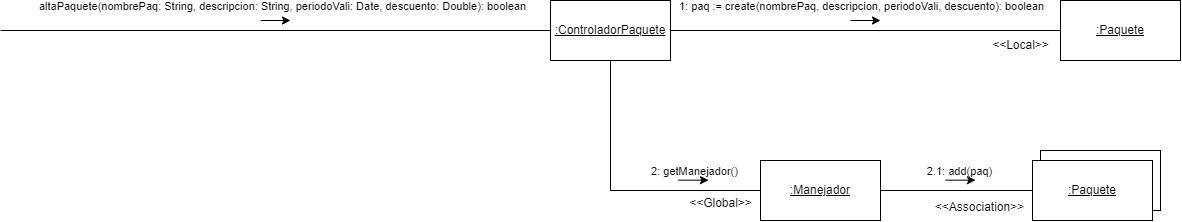 altaPaquete(nombrePaq: String, descripcion: String, periodoVali: Date, descuento: Double): boolean
1: paq := create(nombrePaq, descripcion, periodoVali, descuento): boolean
:ControladorPaquete
:Paquete
<<Local>>
2: getManejador()
2.1: add(paq)
:Manejador
:Paquete
<<Global>>
<<Association>>